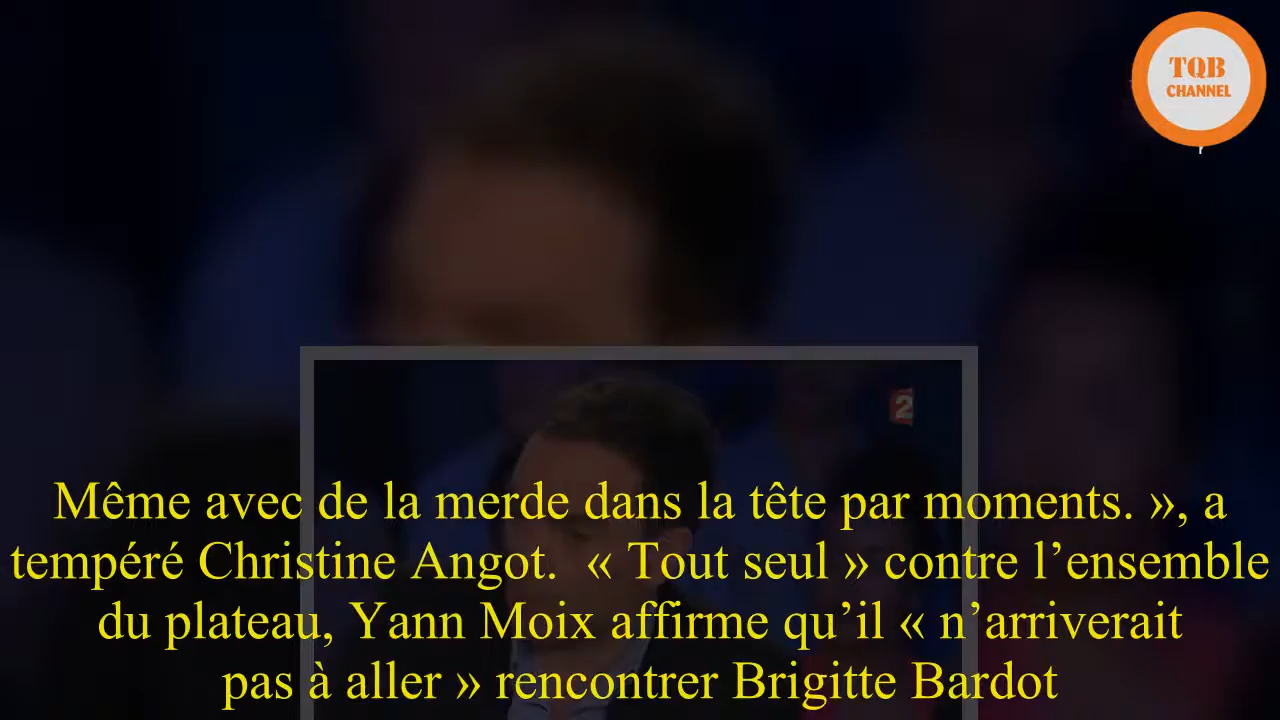 TQB
CHANNEL
r
2
Même avec de la merde dans la tête par moments. », a
tempéré Christine Angot.  « Tout seul » contre l’ensemble
du plateau, Yann Moix affirme qu’il « n’arriverait
pas à aller » rencontrer Brigitte Bardot